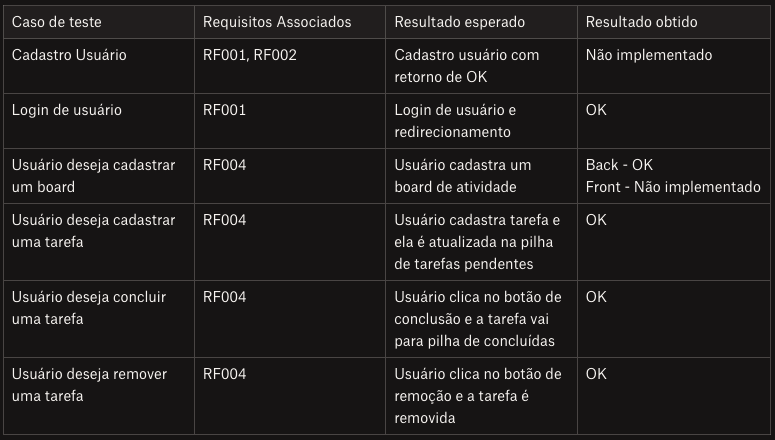 Caso de teste Requisitos Associados Resultado esperado Resultado obtido
Cadastro Usuário RF001, RF002 Cadastro usuário com Não implementado
retorno de OK
Login de usuário RF001 Login de usuário e OK
redirecionamento
Usuário deseja cadastrar RF004 Usuário cadastra um Back - OK
um board board de atividade Front - Não implementado
Usuário deseja cadastrar RF004 Usuário cadastra tarefa e OK
uma tarefa ela é atualizada na pilha
de tarefas pendentes
Usuário deseja concluir RF004 Usuário clica no botão de OK
uma tarefa conclusão e a tarefa vai
para pilha de concluídas
Usuário deseja remover RF004 Usuário clica no botão de OK
uma tarefa remoção e a tarefa é
removida